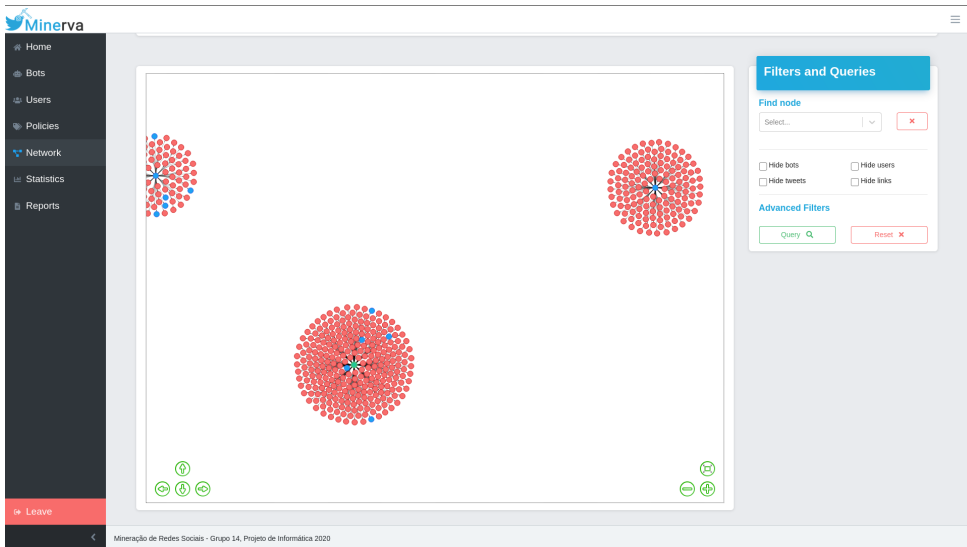 Minerva
Home
Bots
Users
Policies
Network
Statistics
Reports
Leave
Filters and Queries
Find node
Select...
Hide bots
Hide users
Hide tweets
Hide links
Advanced Filters
Query
Reset
Mineração de Redes Sociais - Grupo 14, Projeto de Informática 2020